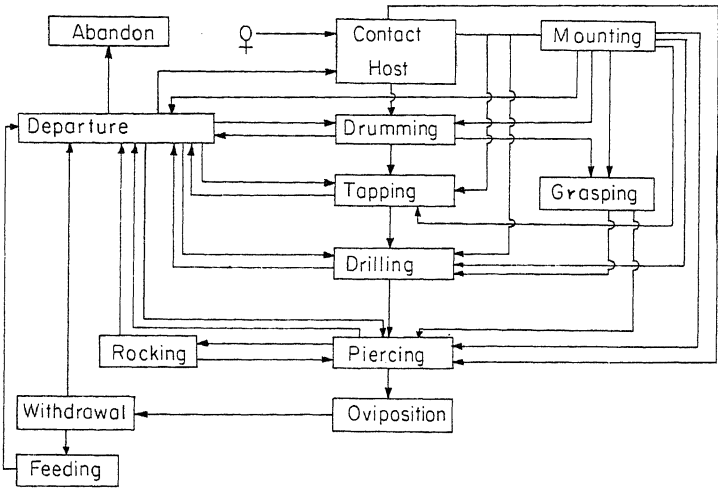 Abandon
♀
Contact
Host
Mounting
Departure
Drumming
Tapping
Grasping
Drilling
Rocking
Piercing
Withdrawal
Oviposition
Feeding